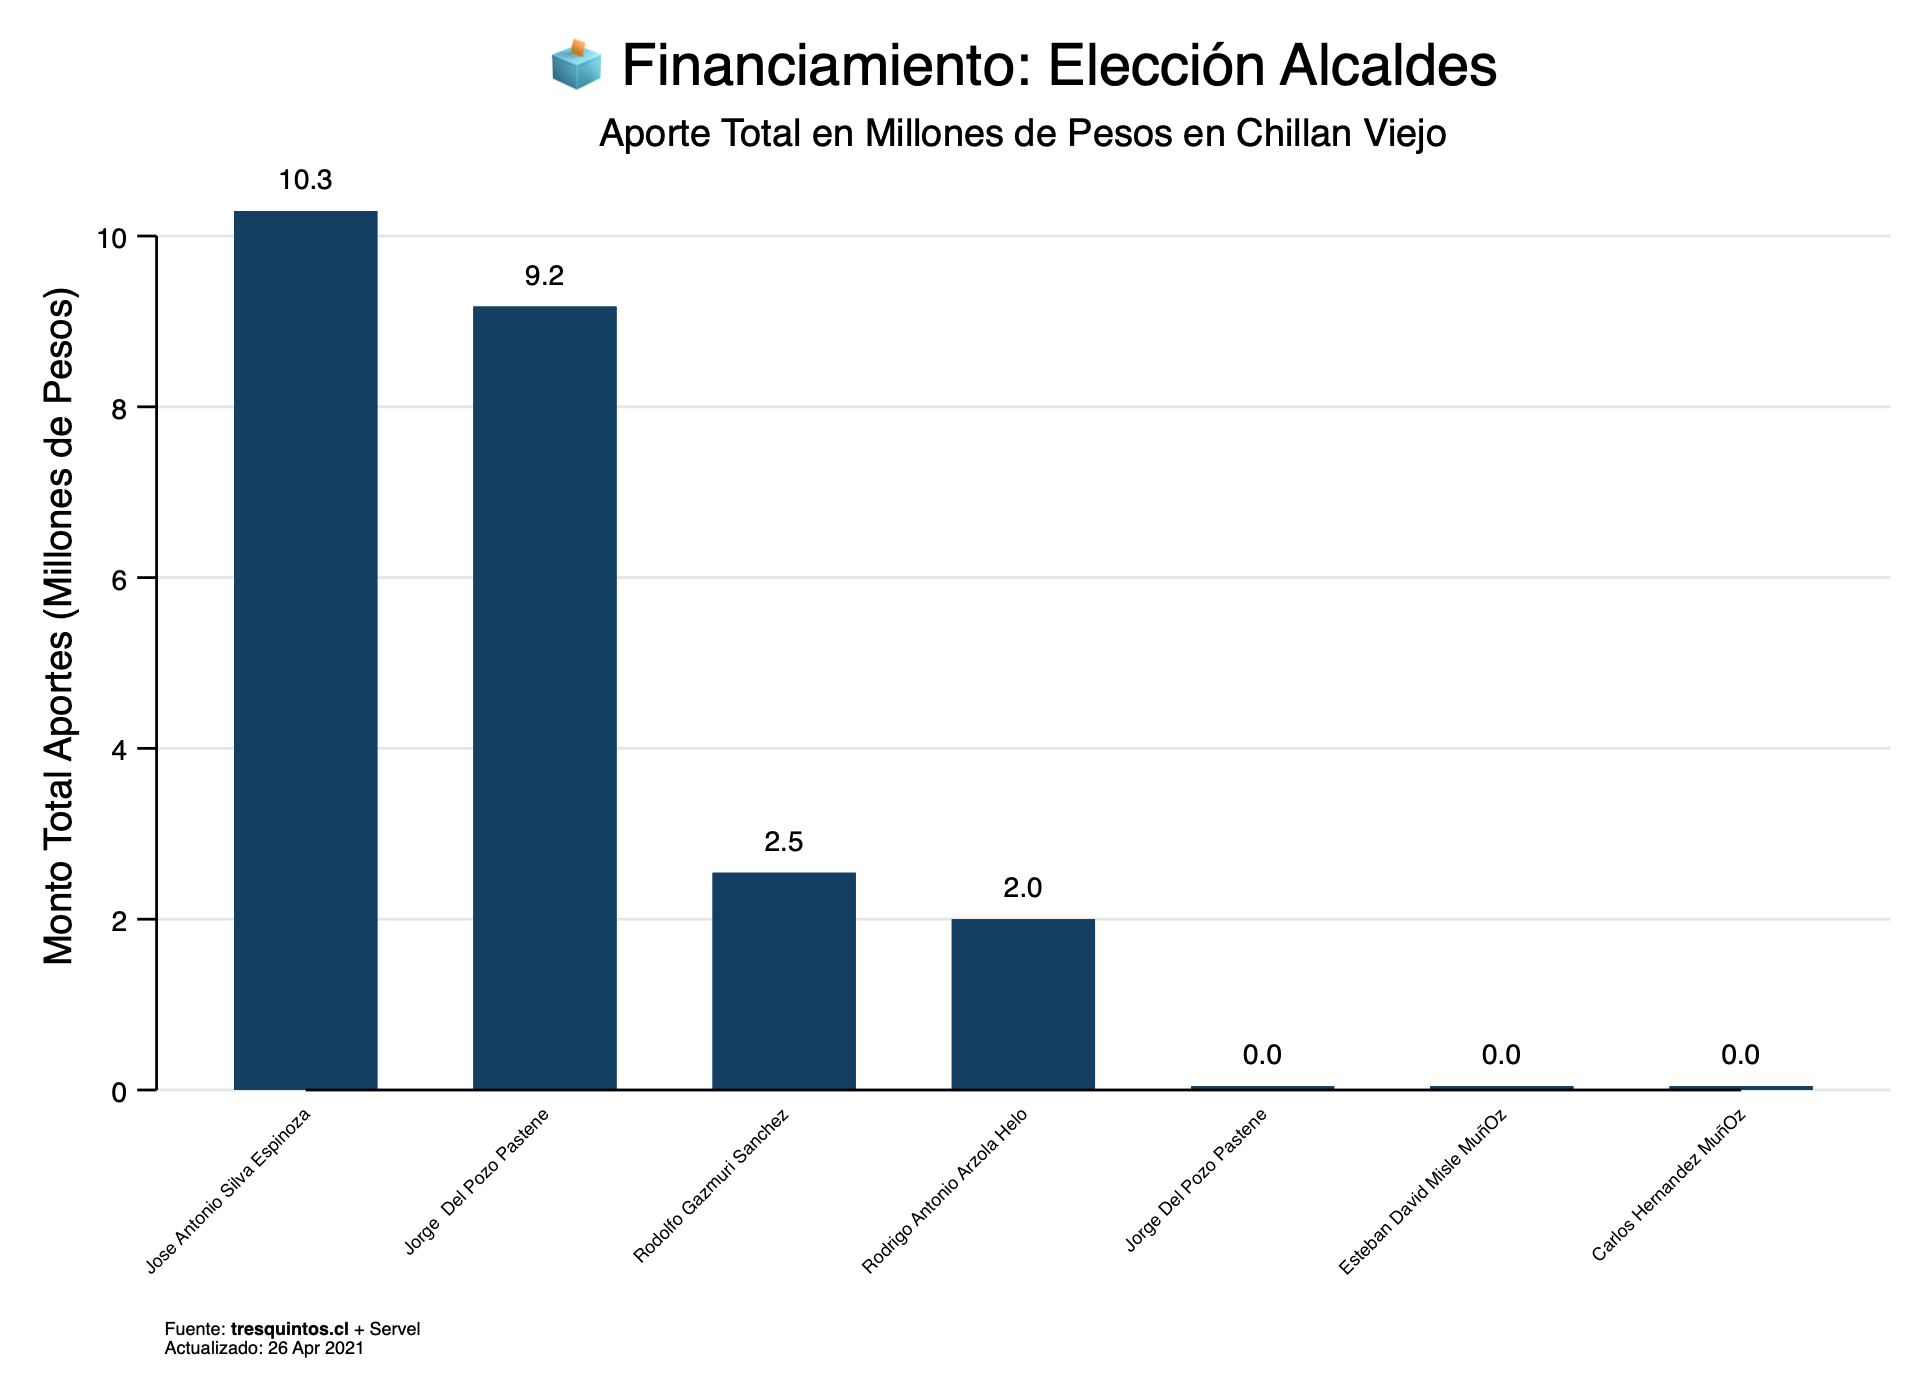 Financiamiento: Elección Alcaldes
Aporte Total en Millones de Pesos en Chillan Viejo
Monto Total Aportes (Millones de Pesos)
10
8
6
4
2
0
10.3
9.2
2.5
2.0
0.0
0.0
0.0
Jose Antonio Silva Espinoza
Jorge  Del Pozo Pastene
Rodolfo Gazmuri Sanchez
Rodrigo Antonio Arzola Helo
Jorge Del Pozo Pastene
Esteban David Misle MuñOz
Carlos Hernandez MuñOz
Fuente: tresquintos.cl + Servel
Actualizado: 26 Apr 2021